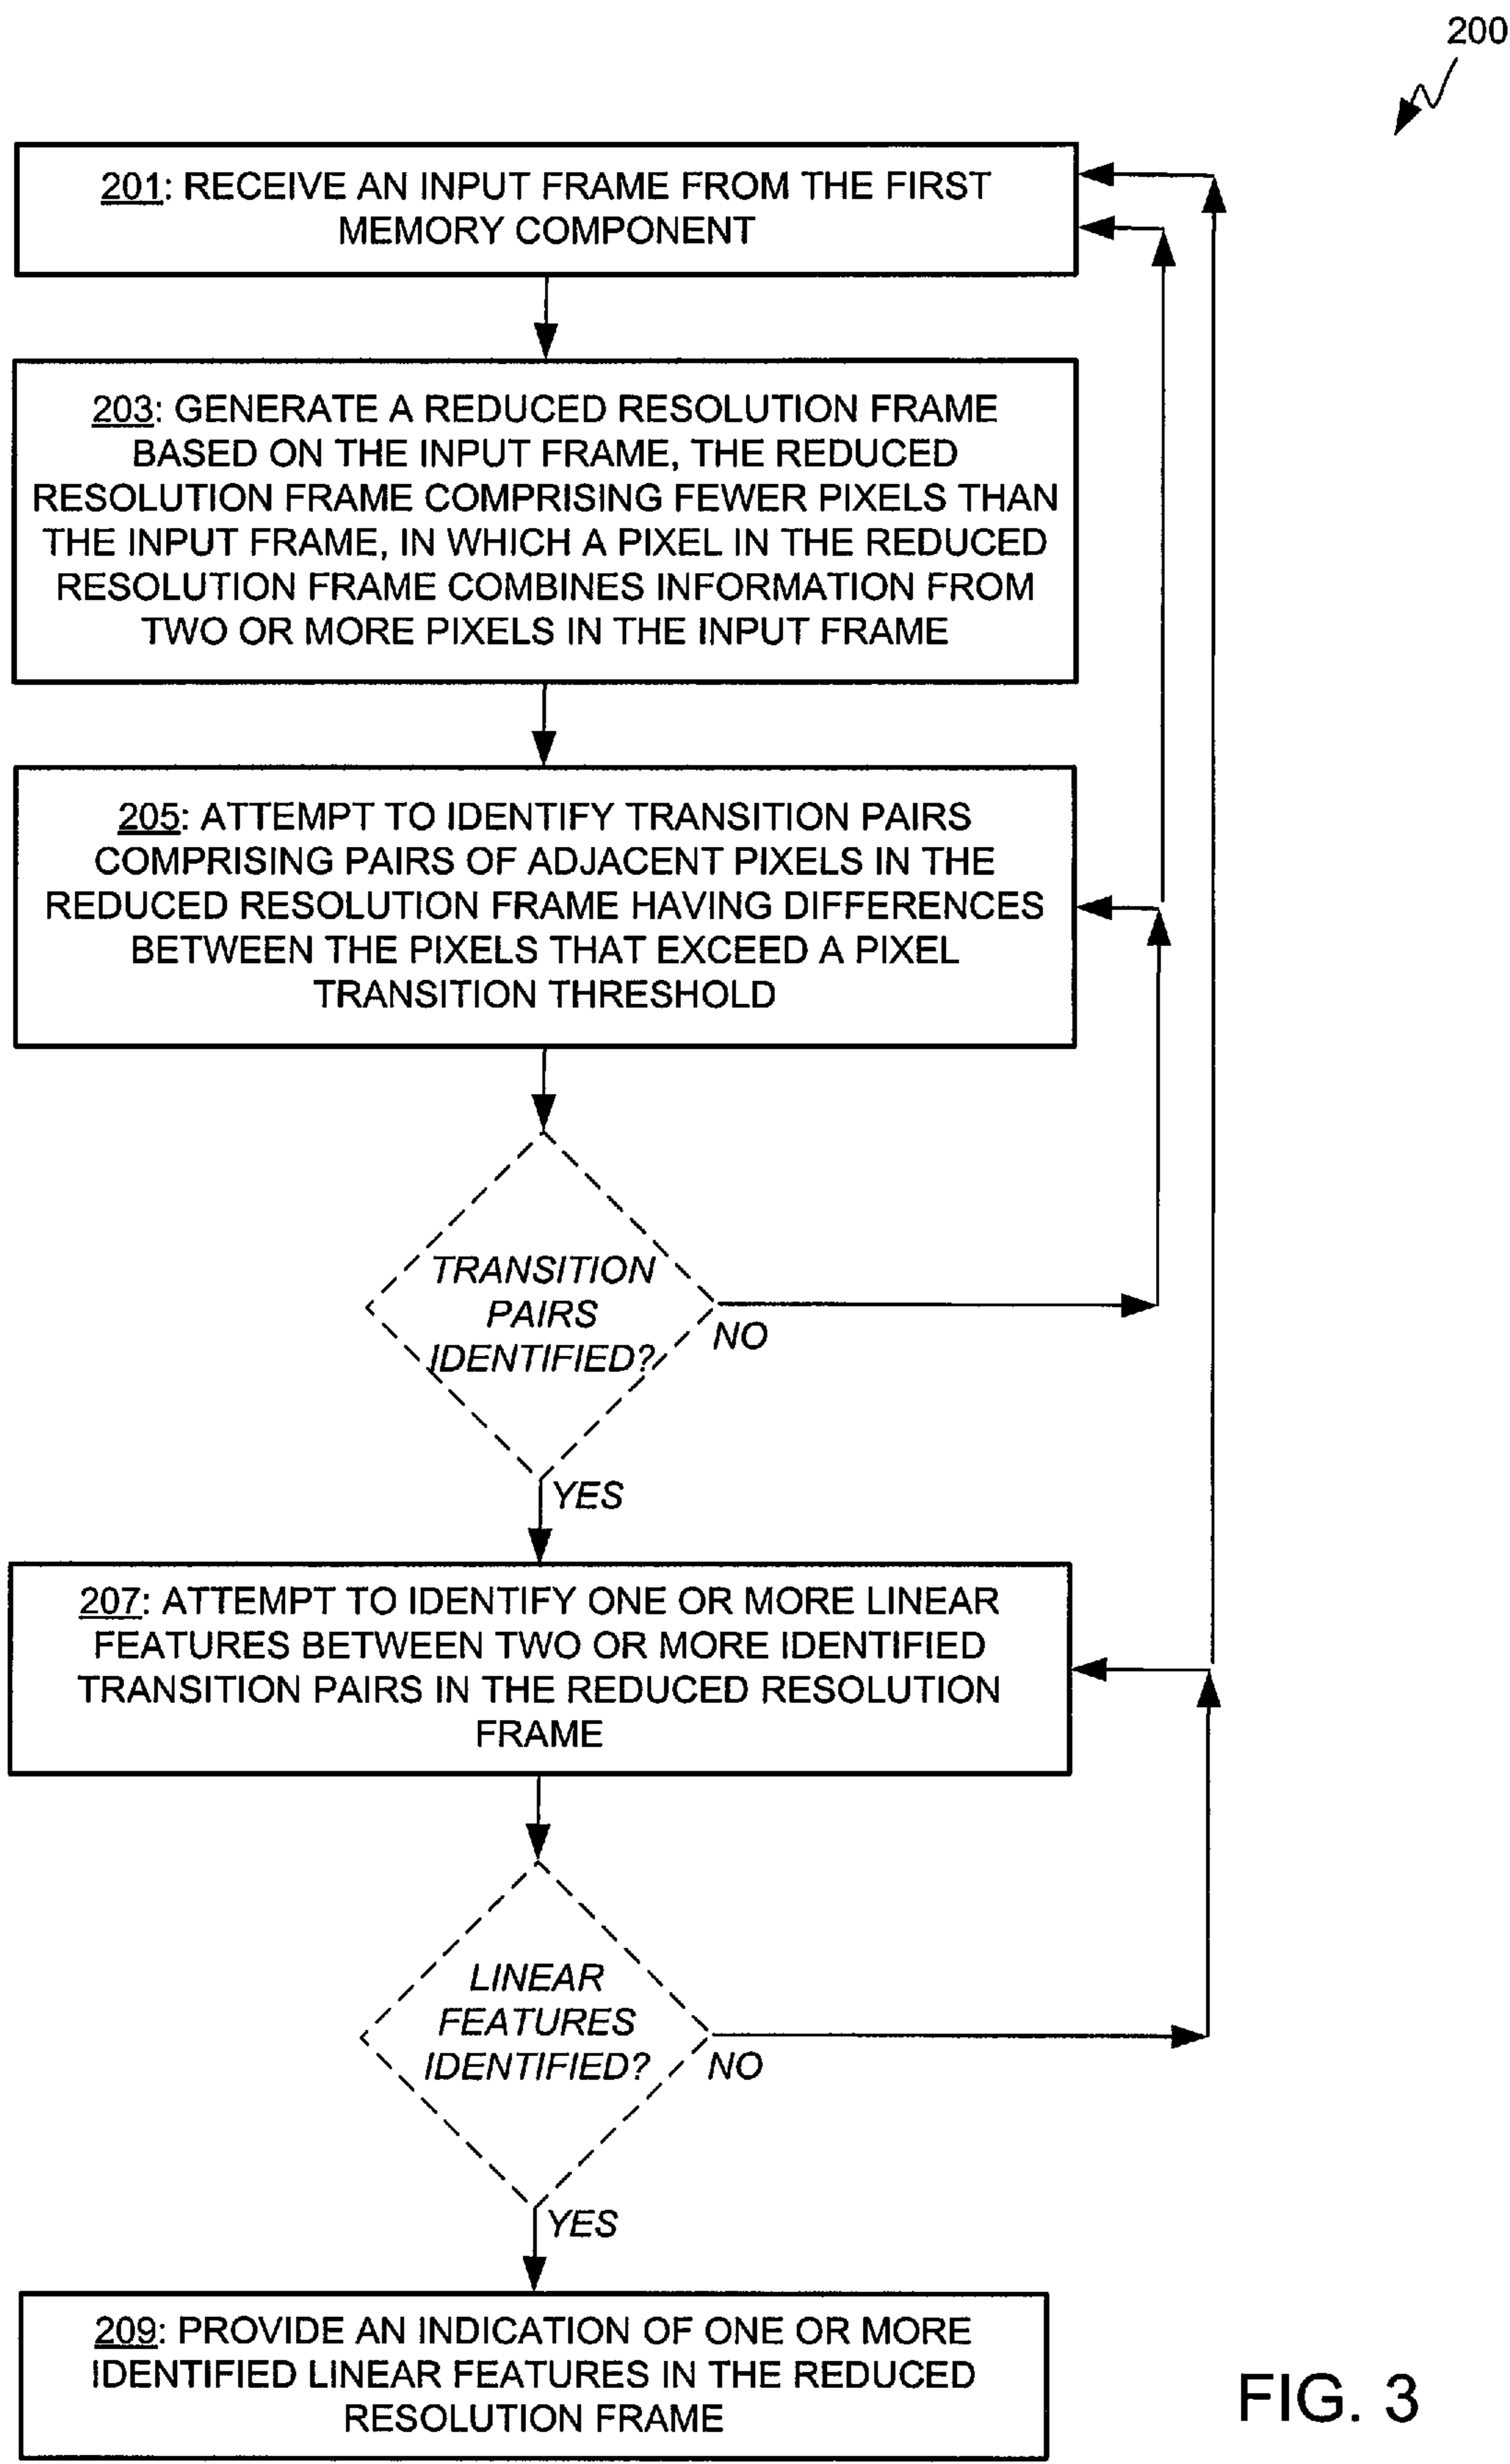 200
201: RECEIVE AN INPUT FRAME FROM THE FIRST
MEMORY COMPONENT
203: GENERATE A REDUCED RESOLUTION FRAME
BASED ON THE INPUT FRAME, THE REDUCED
RESOLUTION FRAME COMPRISING FEWER PIXELS THAN
THE INPUT FRAME, IN WHICH A PIXEL IN THE REDUCED
RESOLUTION FRAME COMBINES INFORMATION FROM
TWO OR MORE PIXELS IN THE INPUT FRAME
205: ATTEMPT TO IDENTIFY TRANSITION PAIRS
COMPRISING PAIRS OF ADJACENT PIXELS IN THE
REDUCED RESOLUTION FRAME HAVING DIFFERENCES
BETWEEN THE PIXELS THAT EXCEED A PIXEL
TRANSITION THRESHOLD
TRANSITION
PAIRS
IDENTIFIED?
NO
YES
207: ATTEMPT TO IDENTIFY ONE OR MORE LINEAR
FEATURES BETWEEN TWO OR MORE IDENTIFIED
TRANSITION PAIRS IN THE REDUCED RESOLUTION
FRAME
LINEAR
FEATURES
IDENTIFIED?
NO
YES
209: PROVIDE AN INDICATION OF ONE OR MORE
IDENTIFIED LINEAR FEATURES IN THE REDUCED
RESOLUTION FRAME
FIG. 3